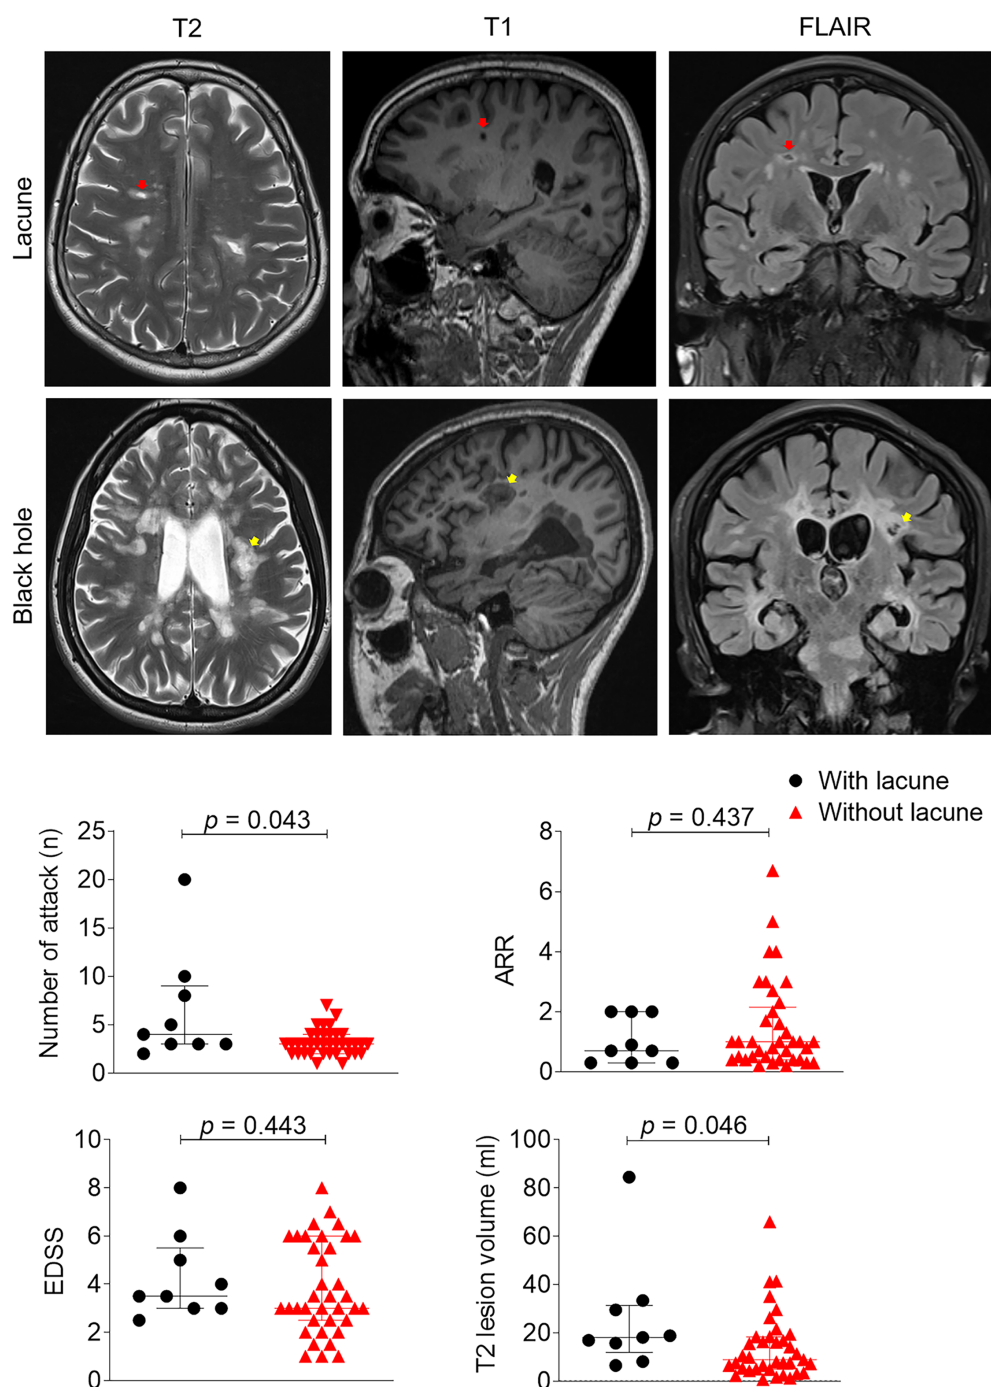 T2 T1 FLAIR
Lacune
Black hole
With lacune
Without lacune
p = 0.043
Number of attack (n)
25
20
15
10
5
0
p = 0.437
ARR
8
6
4
2
0
p = 0.443
EDSS
10
8
6
4
2
0
p = 0.046
T2 lesion volume (ml)
100
80
60
40
20
0